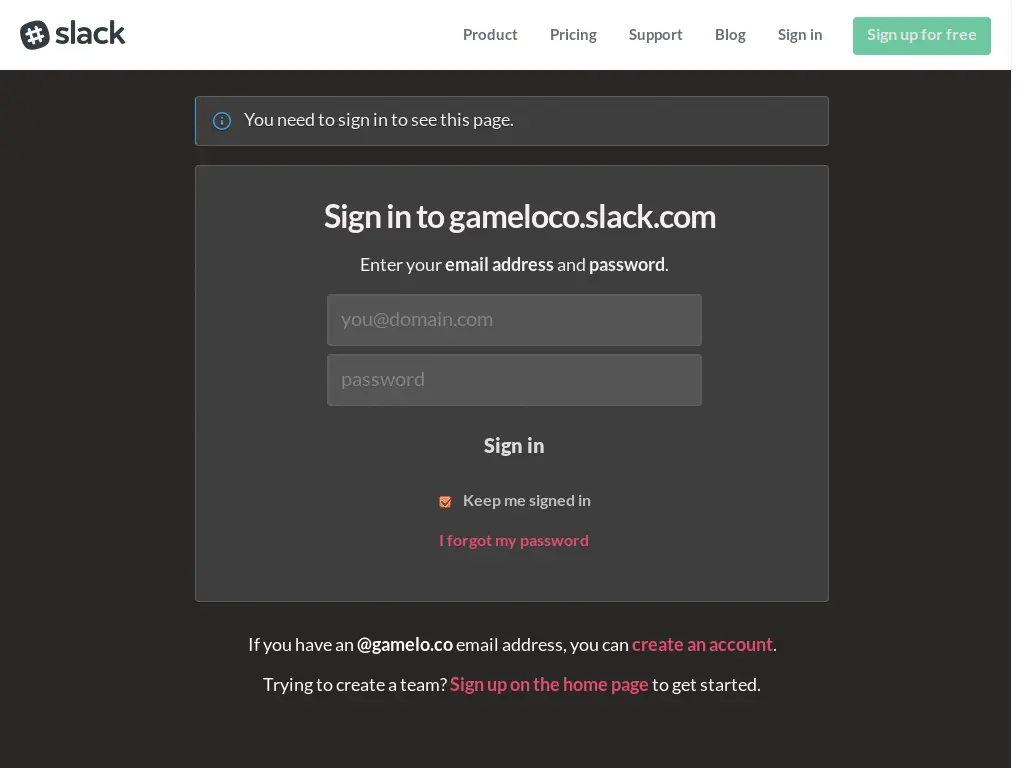 slack
Product Pricing Support Blog Sign in Sign up for free
You need to sign in to see this page.
Sign in to gameloco.slack.com
Enter your email address and password.
you@domain.com
password
Sign in
Keep me signed in
I forgot my password
If you have an @gamelo.co email address, you can create an account.
Trying to create a team? Sign up on the home page to get started.